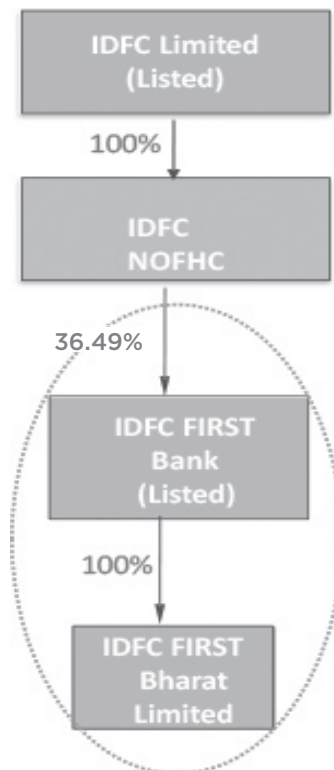 IDFC Limited
(Listed)
100%
IDFC
NOFHC
36.49%
IDFC FIRST
Bank
(Listed)
100%
IDFC FIRST
Bharat
Limited